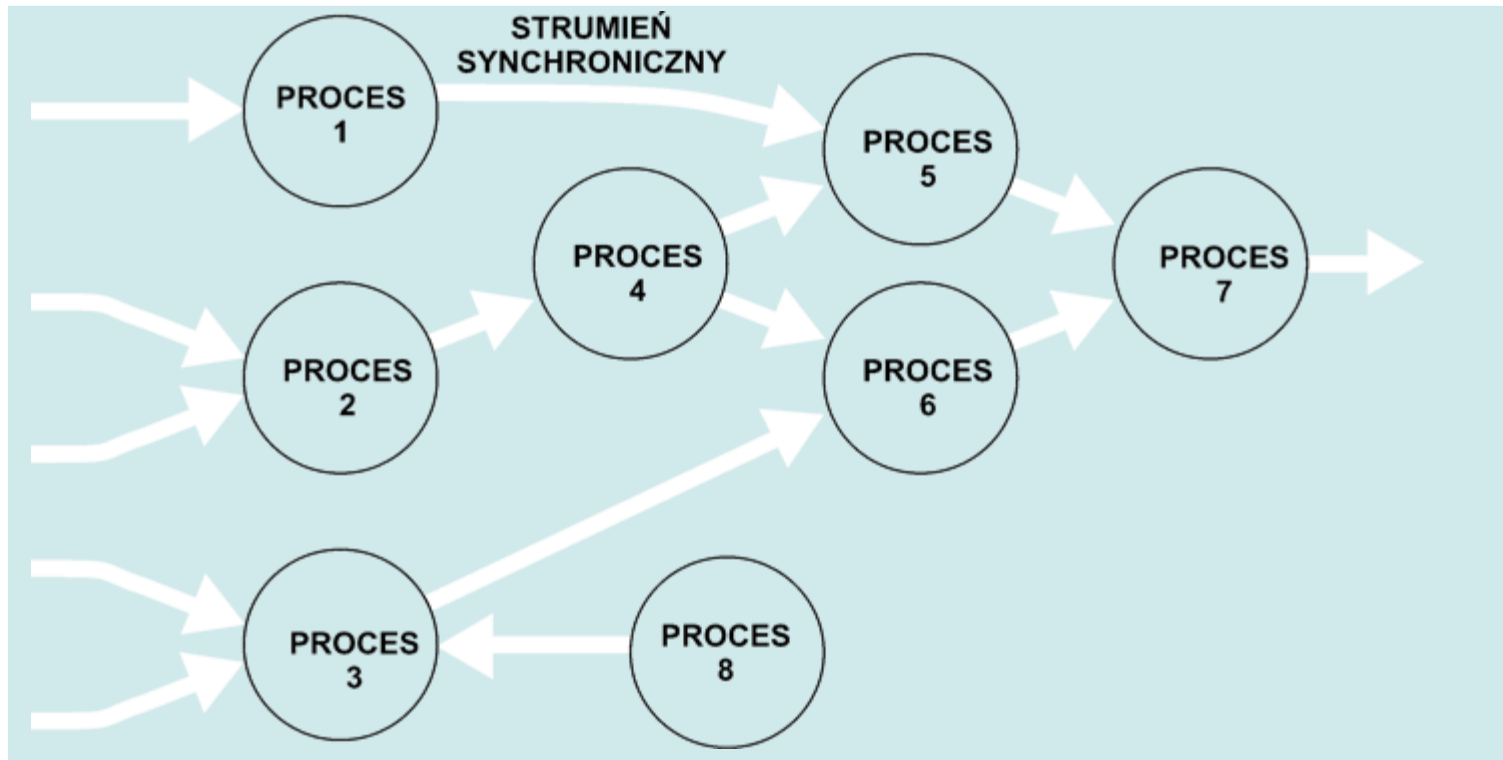 STRUMIEŃ
SYNCHRONICZNY
PROCES
1
PROCES
5
PROCES
4
PROCES
7
PROCES
2
PROCES
6
PROCES
3
PROCES
8